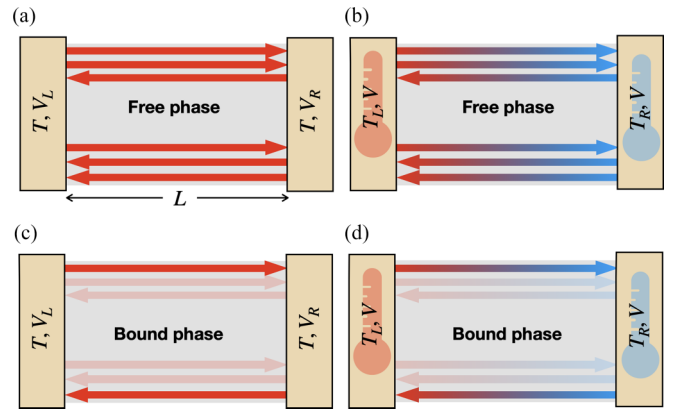 (a)
T, V_L
Free phase
T, V_R
L
(b)
T_L, V
Free phase
T_R, V
(c)
T, V_L
Bound phase
T, V_R
(d)
T_L, V
Bound phase
T_R, V